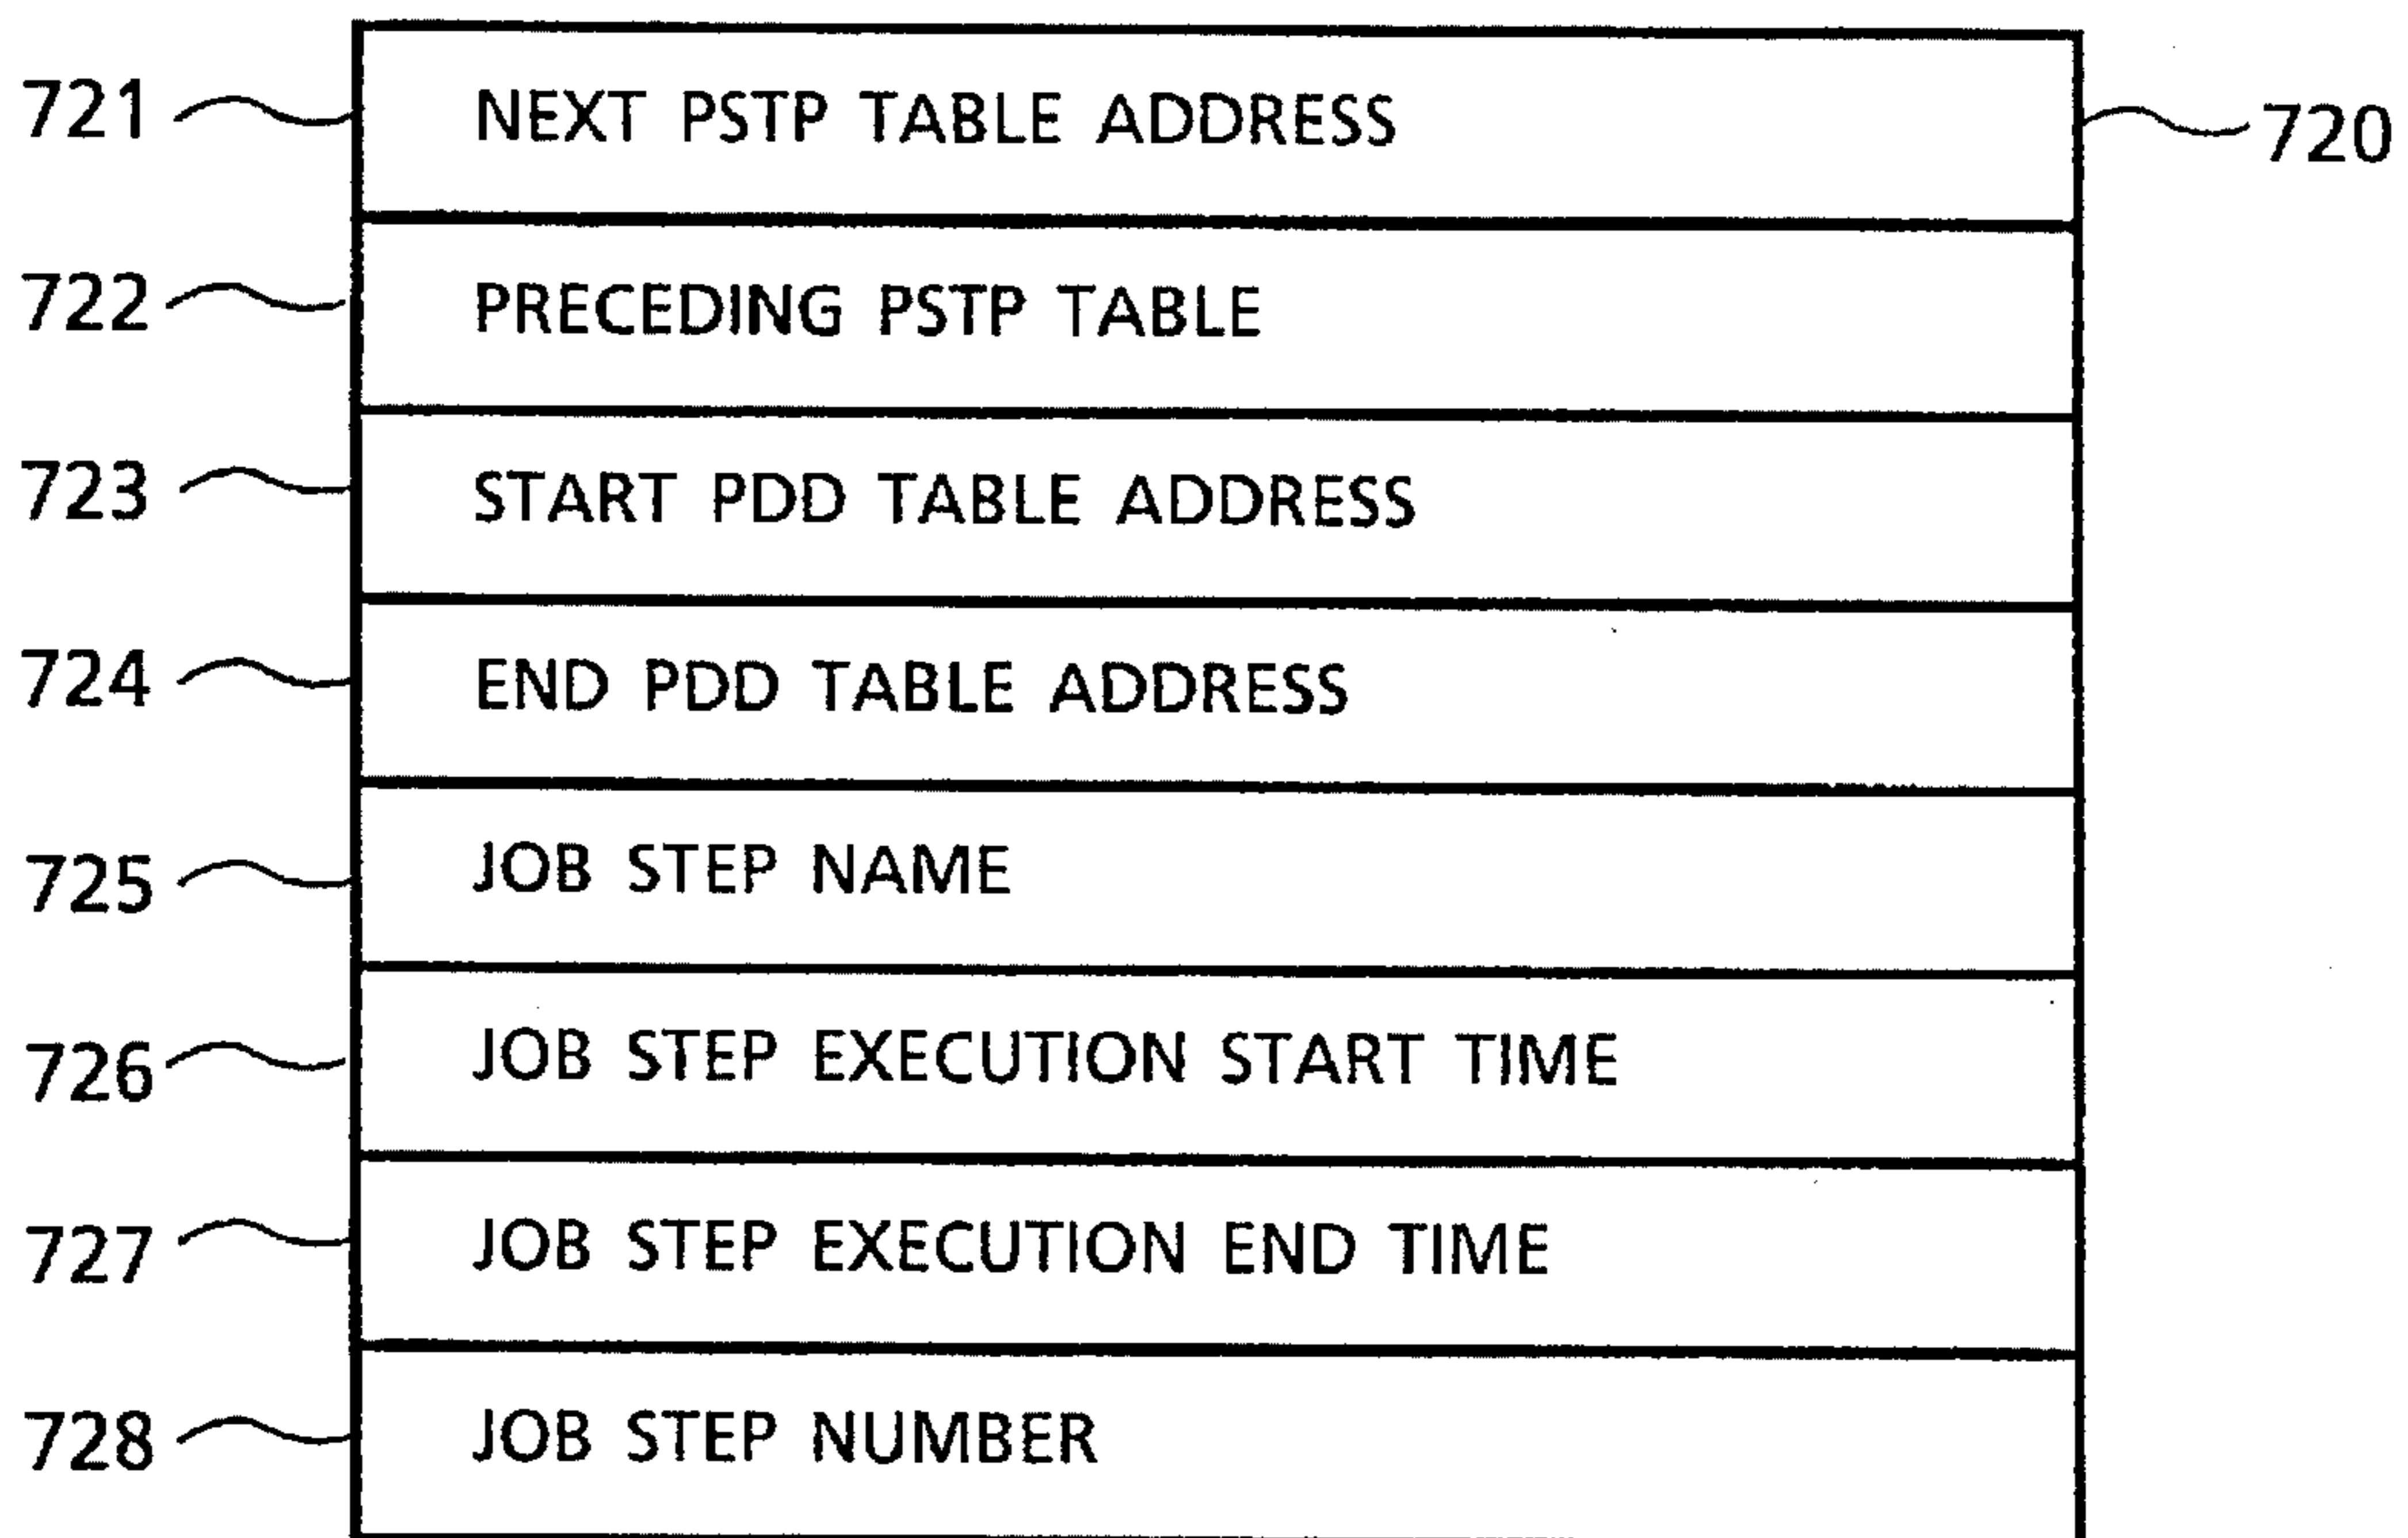 721 NEXT PSTP TABLE ADDRESS 720
722 PRECEDING PSTP TABLE
723 START PDD TABLE ADDRESS
724 END PDD TABLE ADDRESS
725 JOB STEP NAME
726 JOB STEP EXECUTION START TIME
727 JOB STEP EXECUTION END TIME
728 JOB STEP NUMBER